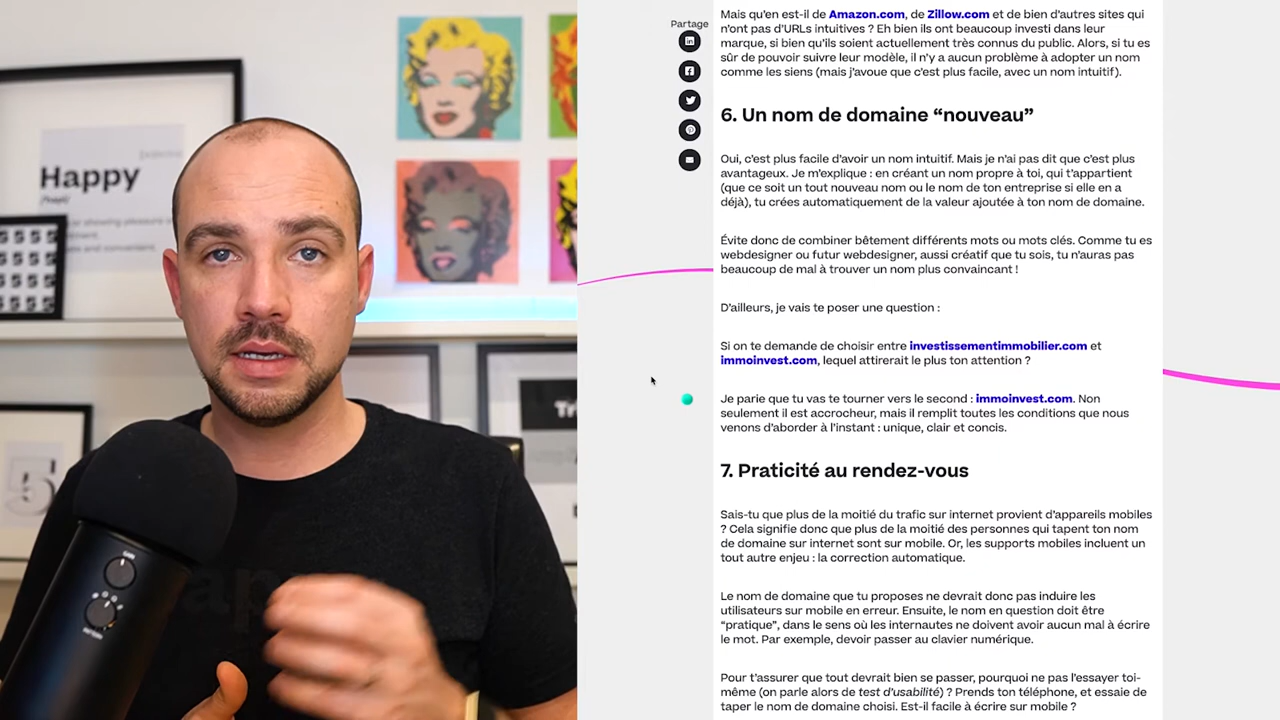 Happy
[hap]
or showing pleasure
ment.
and convenient.
5 5 5 5
5
Tr
GAIN
PATTERN
Partage
Mais qu'en est-il de Amazon.com, de Zillow.com et de bien d'autres sites qui
n'ont pas d'URLs intuitives ? Eh bien ils ont beaucoup investi dans leur
marque, si bien qu'ils soient actuellement très connus du public. Alors, si tu es
sûr de pouvoir suivre leur modèle, il n'y a aucun problème à adopter un nom
comme les siens (mais j'avoue que c'est plus facile, avec un nom intuitif).
6. Un nom de domaine “nouveau”
Oui, c'est plus facile d'avoir un nom intuitif. Mais je n'ai pas dit que c'est plus
avantageux. Je m'explique : en créant un nom propre à toi, qui t'appartient
(que ce soit un tout nouveau nom ou le nom de ton entreprise si elle en a
déjà), tu crées automatiquement de la valeur ajoutée à ton nom de domaine.
Évite donc de combiner bêtement différents mots ou mots clés. Comme tu es
webdesigner ou futur webdesigner, aussi créatif que tu sois, tu n'auras pas
beaucoup de mal à trouver un nom plus convaincant !
D'ailleurs, je vais te poser une question :
Si on te demande de choisir entre investissementimmobilier.com et
immoinvest.com, lequel attirerait le plus ton attention ?
Je parie que tu vas te tourner vers le second : immoinvest.com. Non
seulement il est accrocheur, mais il remplit toutes les conditions que nous
venons d'aborder à l'instant : unique, clair et concis.
7. Praticité au rendez-vous
Sais-tu que plus de la moitié du trafic sur internet provient d'appareils mobiles
? Cela signifie donc que plus de la moitié des personnes qui tapent ton nom
de domaine sur internet sont sur mobile. Or, les supports mobiles incluent un
tout autre enjeu : la correction automatique.
Le nom de domaine que tu proposes ne devrait donc pas induire les
utilisateurs sur mobile en erreur. Ensuite, le nom en question doit être
“pratique”, dans le sens où les internautes ne doivent avoir aucun mal à écrire
le mot. Par exemple, devoir passer au clavier numérique.
Pour t'assurer que tout devrait bien se passer, pourquoi ne pas l'essayer toi-
même (on parle alors de test d'usabilité) ? Prends ton téléphone, et essaie de
taper le nom de domaine choisi. Est-il facile à écrire sur mobile ?